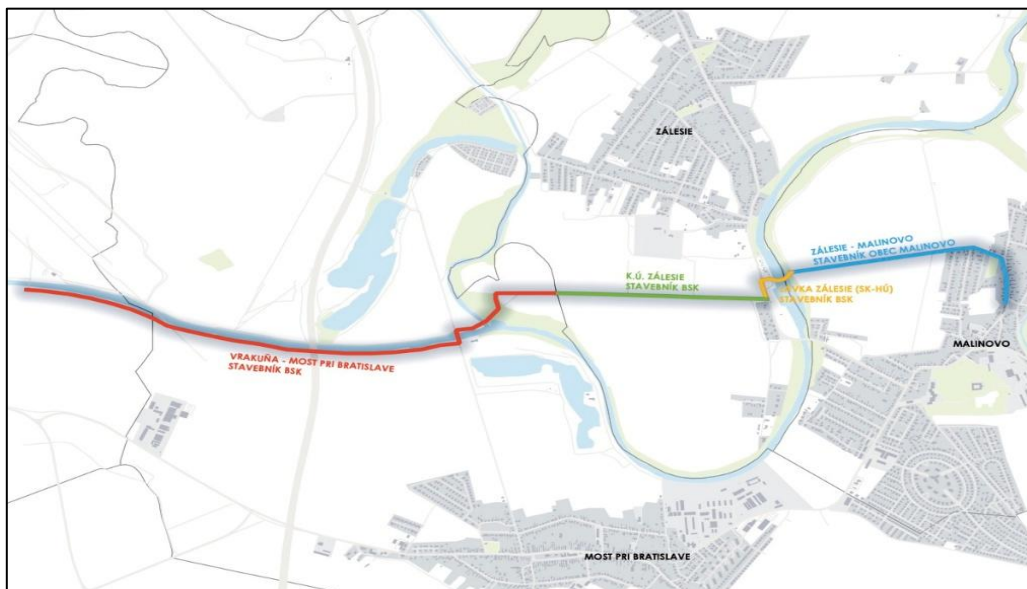 ZÁLESIE
ZÁLESIE - MALINOVO
STAVEBNÍK OBEC MALINOVO
K.Ú. ZÁLESIE
STAVEBNÍK BSK
LÁVKA ZÁLESIE (SK-HÚ)
STAVEBNÍK BSK
MALINOVO
VRAKUŇA - MOST PRI BRATISLAVE
STAVEBNÍK BSK
MOST PRI BRATISLAVE